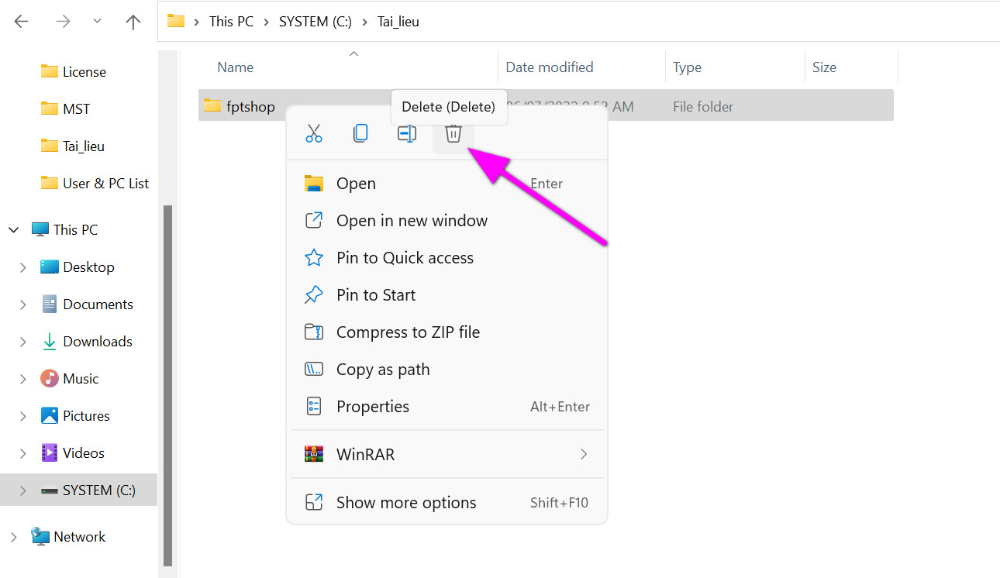 This PC > SYSTEM (C:) > Tai_lieu
Name Date modified Type Size
fptshop AM File folder
Delete (Delete)
Open Enter
Open in new window
Pin to Quick access
Pin to Start
Compress to ZIP file
Copy as path
Properties Alt+Enter
WinRAR
Show more options Shift+F10
License
MST
Tai_lieu
User & PC List
This PC
Desktop
Documents
Downloads
Music
Pictures
Videos
SYSTEM (C:)
Network